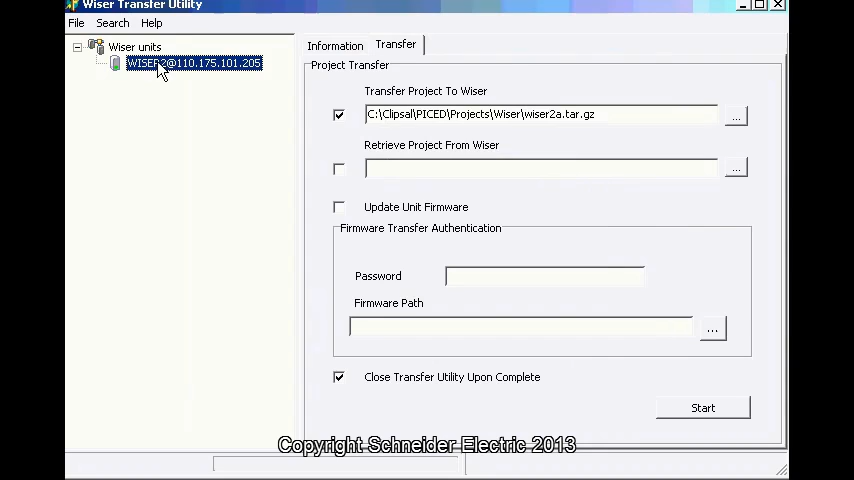 Wiser Transfer Utility
File Search Help
Wiser units
WISER2@110.175.101.205
Information Transfer
Project Transfer
Transfer Project To Wiser
C:\Clipsal\PICED\Projects\Wiser\wiser2a.tar.gz
...
Retrieve Project From Wiser
...
Update Unit Firmware
Firmware Transfer Authentication
Password
Firmware Path
...
Close Transfer Utility Upon Complete
Start
Copyright Schneider Electric 2013